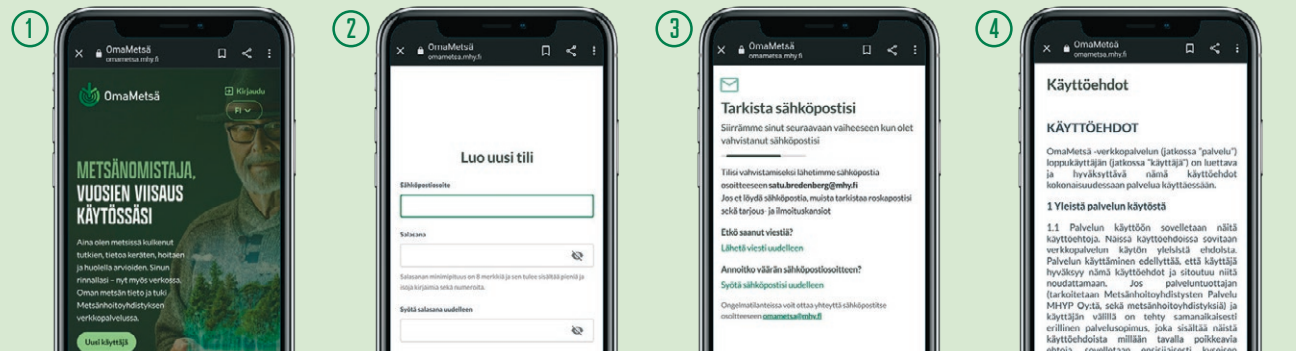 1
OmaMetsä
omametsa.mhy.fi
OmaMetsä
Kirjaudu
FI
METSÄNOMISTAJA,
VUOSIEN VIISAUS
KÄYTÖSSÄSI
Aina olen metsissä kulkenut
tutkien, tietoa keräten, hoitaen
ja huolella arvioiden. Sinun
rinnallasi – nyt myös verkossa.
Oman metsän tieto ja tuki
Metsänhoitoyhdistyksen
verkkopalvelussa.
Uusi käyttäjä
2
OmaMetsä
omametsa.mhy.fi
Luo uusi tili
Sähköpostiosoite
Salasana
Salasanan minimipituus on 8 merkkiä ja sen tulee sisältää pieniä ja
isoja kirjaimia sekä numeroita.
Syötä salasana uudelleen
3
OmaMetsä
omametsa.mhy.fi
Tarkista sähköpostisi
Siirrämme sinut seuraavaan vaiheeseen kun olet
vahvistanut sähköpostisi
Tilisi vahvistamiseksi lähetimme sähköpostia
osoitteeseen satu.bredenberg@mhy.fi
Jos et löydä sähköpostia, muista tarkistaa roskapostisi
sekä tarjous- ja ilmoituskansiot
Etkö saanut viestiä?
Lähetä viesti uudelleen
Annoitko väärän sähköpostiosoitteen?
Syötä sähköpostisi uudelleen
Ongelmatilanteissa voit ottaa yhteyttä sähköpostitse
osoitteeseen omametsa@mhy.fi
4
OmaMetsä
omametsa.mhy.fi
Käyttöehdot
KÄYTTÖEHDOT
OmaMetsä -verkkopalvelun (jatkossa "palvelu")
loppukäyttäjän (jatkossa "käyttäjä") on luettava
ja hyväksyttävä nämä käyttöehdot
kokonaisuudessaan palvelua käyttäessään.
1 Yleistä palvelun käytöstä
1.1 Palvelun käyttöön sovelletaan näitä
käyttöehtoja. Näissä käyttöehdoissa sovitaan
verkkopalvelun käytön yleisistä ehdoista.
Palvelun käyttäminen edellyttää, että käyttäjä
hyväksyy nämä käyttöehdot ja sitoutuu niitä
noudattamaan. Jos palveluntuottajan
(tarkoitetaan Metsänhoitoyhdistysten Palvelu
MHYP Oy:tä, sekä metsänhoitoyhdistyksiä) ja
käyttäjän välillä on tehty samanaikaisesti
erillinen palvelusopimus, joka sisältää näistä
käyttöehdoista millään tavalla poikkeavia
ehtoja, sovelletaan ensisijaisesti kyseisen